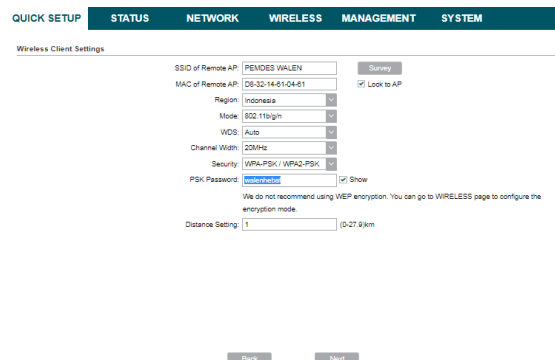 QUICK SETUP STATUS NETWORK WIRELESS MANAGEMENT SYSTEM
Wireless Client Settings
SSID of Remote AP: PEMDES WALEN Survey
MAC of Remote AP: D8-32-14-61-04-61 Lock to AP
Region: Indonesia
Mode: 802.11b/g/n
WDS: Auto
Channel Width: 20MHz
Security: WPA-PSK / WPA2-PSK
PSK Password: walenhebat Show
We do not recommend using WEP encryption. You can go to WIRELESS page to configure the
encryption mode.
Distance Setting: 1 (0-27.9)km
Back Next